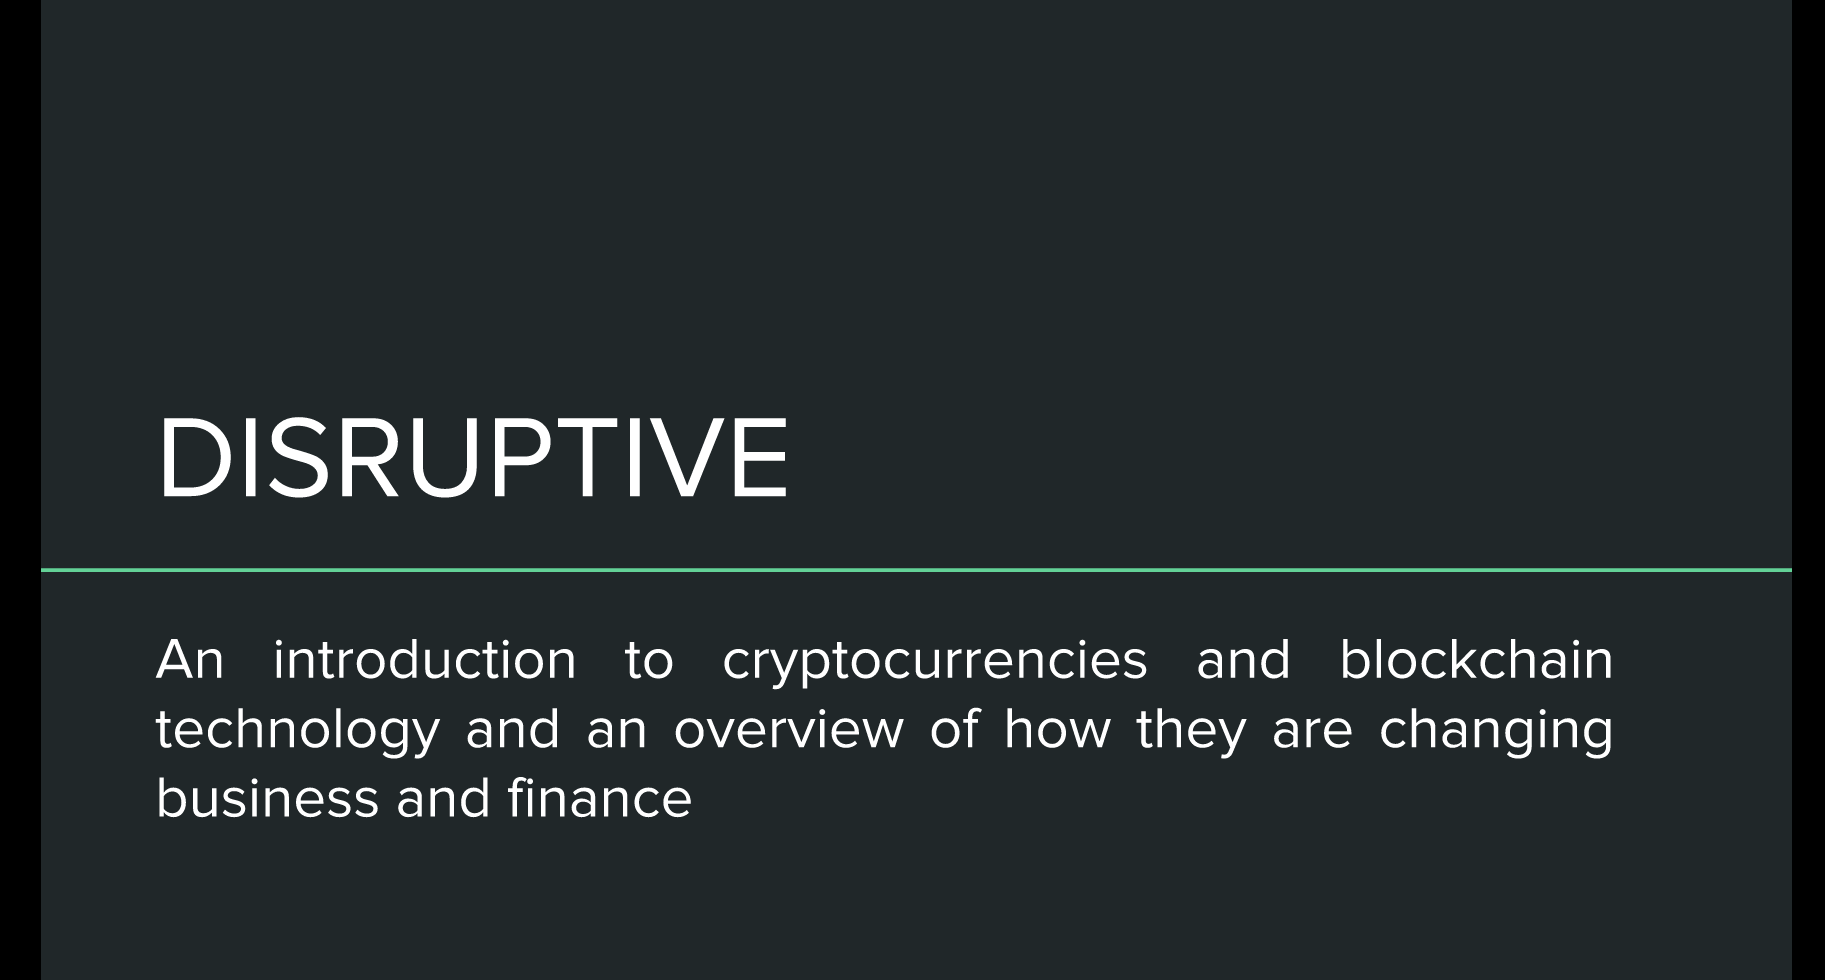 DISRUPTIVE
An introduction to cryptocurrencies and blockchain
technology and an overview of how they are changing
business and finance